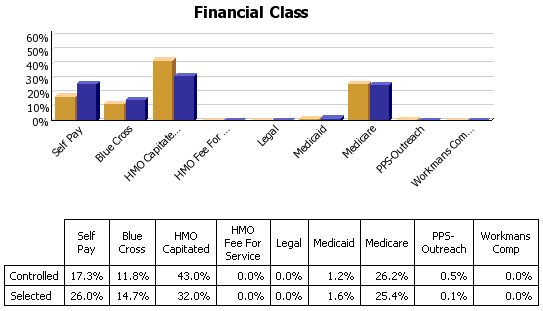 Financial Class
60%
50%
40%
30%
20%
10%
0%
Self Pay
Blue Cross
HMO Capitate...
HMO Fee For ...
Legal
Medicaid
Medicare
PPS-Outreach
Workmans Com...
Self Pay Blue Cross HMO Capitated HMO Fee For Service Legal Medicaid Medicare PPS-Outreach Workmans Comp
Controlled 17.3% 11.8% 43.0% 0.0% 0.0% 1.2% 26.2% 0.5% 0.0%
Selected 26.0% 14.7% 32.0% 0.0% 0.0% 1.6% 25.4% 0.1% 0.0%